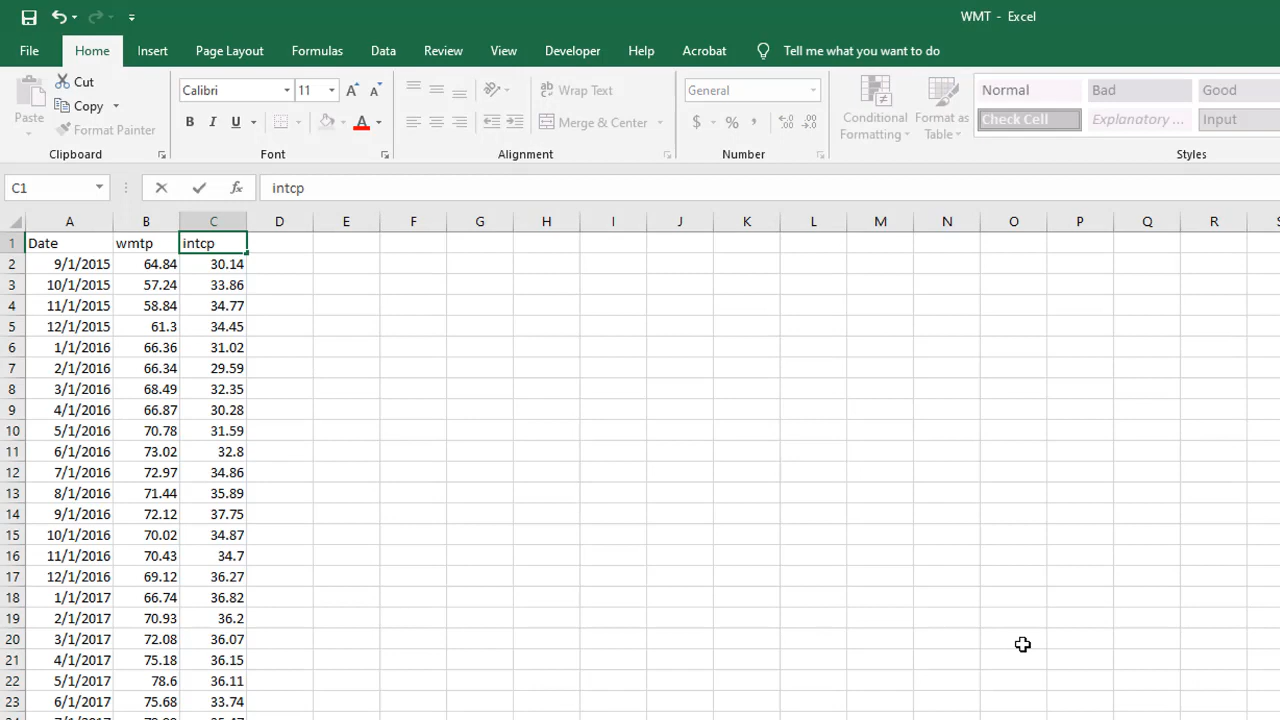 WMT - Excel
File Home Insert Page Layout Formulas Data Review View Developer Help Acrobat Tell me what you want to do
Paste Cut
Copy
Format Painter
Clipboard
Calibri 11
B I U A
Font
Wrap Text
Merge & Center
Alignment
General
$ % ,
Number
Conditional Formatting
Format as Table
Normal Bad Good
Check Cell Explanatory ... Input
Styles
C1 fx intcp
A B C D E F G H I J K L M N O P Q R
1 Date wmtp intcp
2 9/1/2015 64.84 30.14
3 10/1/2015 57.24 33.86
4 11/1/2015 58.84 34.77
5 12/1/2015 61.3 34.45
6 1/1/2016 66.36 31.02
7 2/1/2016 66.34 29.59
8 3/1/2016 68.49 32.35
9 4/1/2016 66.87 30.28
10 5/1/2016 70.78 31.59
11 6/1/2016 73.02 32.8
12 7/1/2016 72.97 34.86
13 8/1/2016 71.44 35.89
14 9/1/2016 72.12 37.75
15 10/1/2016 70.02 34.87
16 11/1/2016 70.43 34.7
17 12/1/2016 69.12 36.27
18 1/1/2017 66.74 36.82
19 2/1/2017 70.93 36.2
20 3/1/2017 72.08 36.07
21 4/1/2017 75.18 36.15
22 5/1/2017 78.6 36.11
23 6/1/2017 75.68 33.74